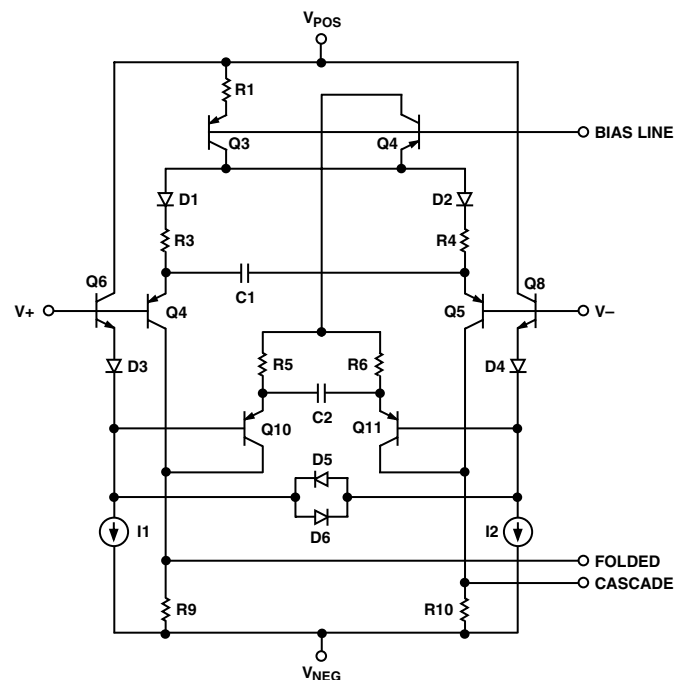 VPOS
R1
Q3
Q4
BIAS LINE
D1
D2
R3
R4
Q6
Q8
C1
V+
Q4
Q5
V–
D3
R5
R6
D4
C2
Q10
Q11
D5
I1
D6
I2
FOLDED
CASCADE
R9
R10
VNEG